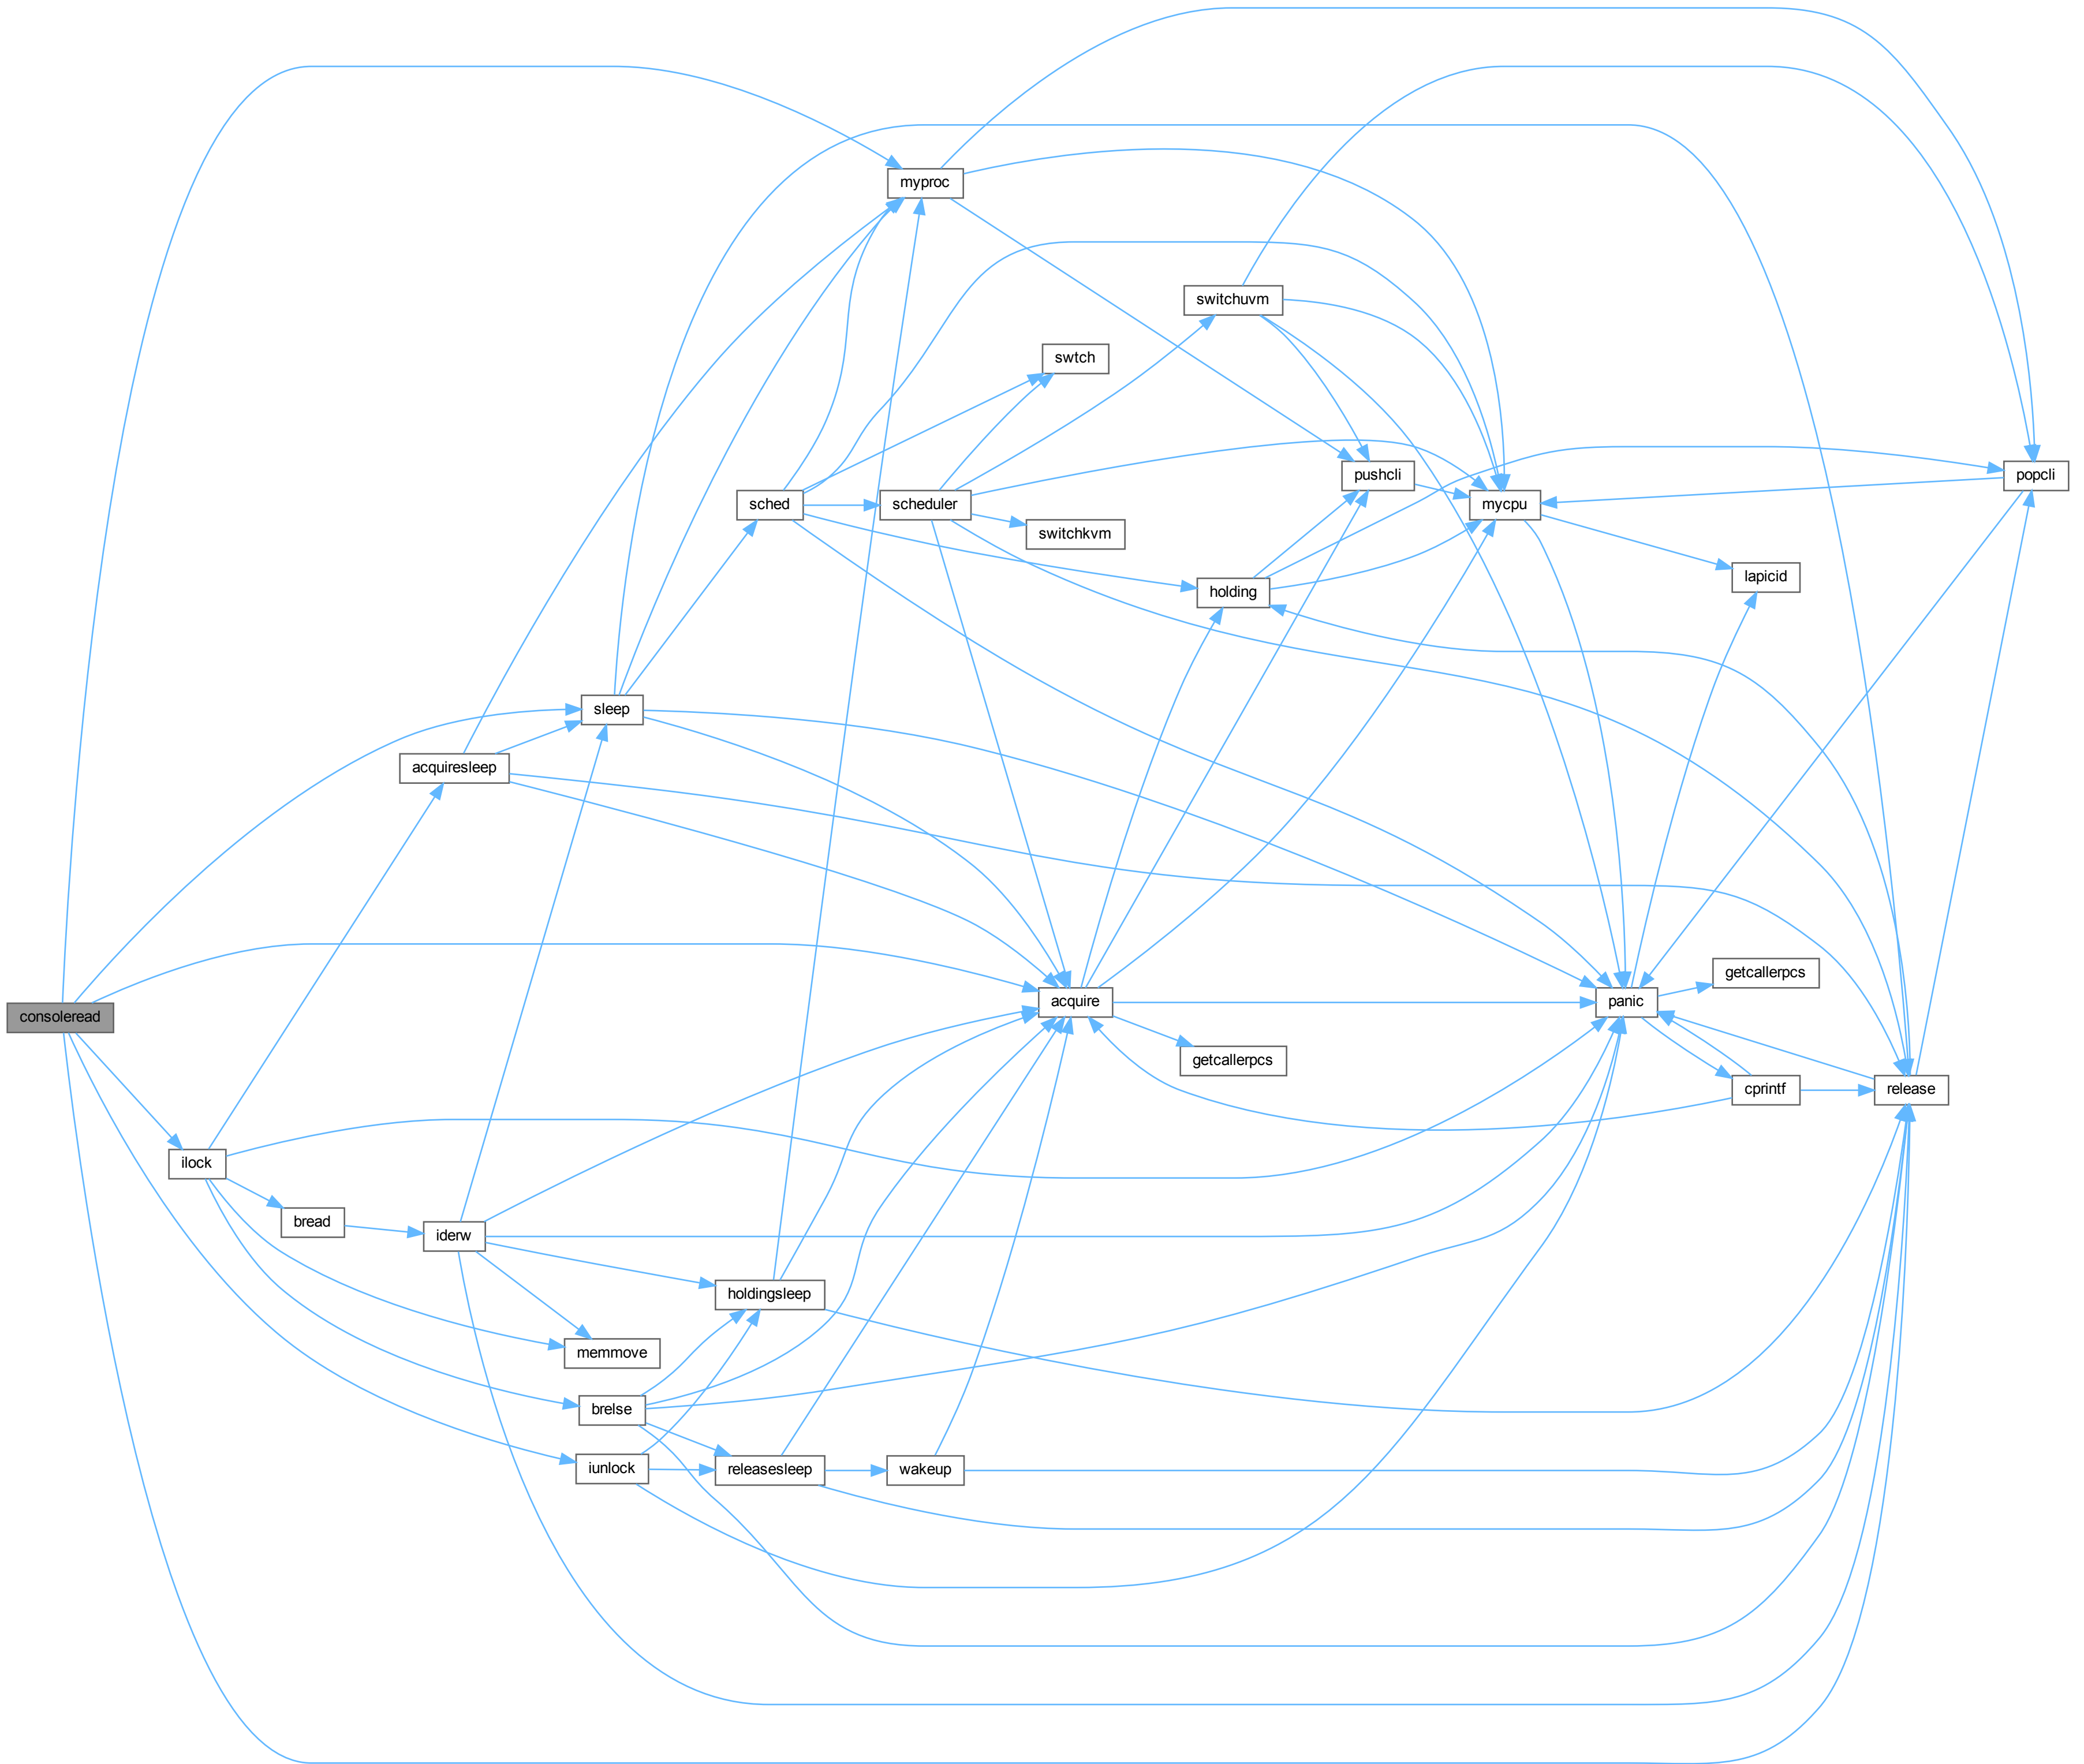 myproc
switchuvm
swtch
pushcli
popcli
sched
scheduler
mycpu
switchkvm
lapicid
holding
sleep
acquiresleep
getcallerpcs
consoleread
acquire
panic
getcallerpcs
cprintf
release
ilock
bread
iderw
holdingsleep
memmove
brelse
iunlock
releasesleep
wakeup